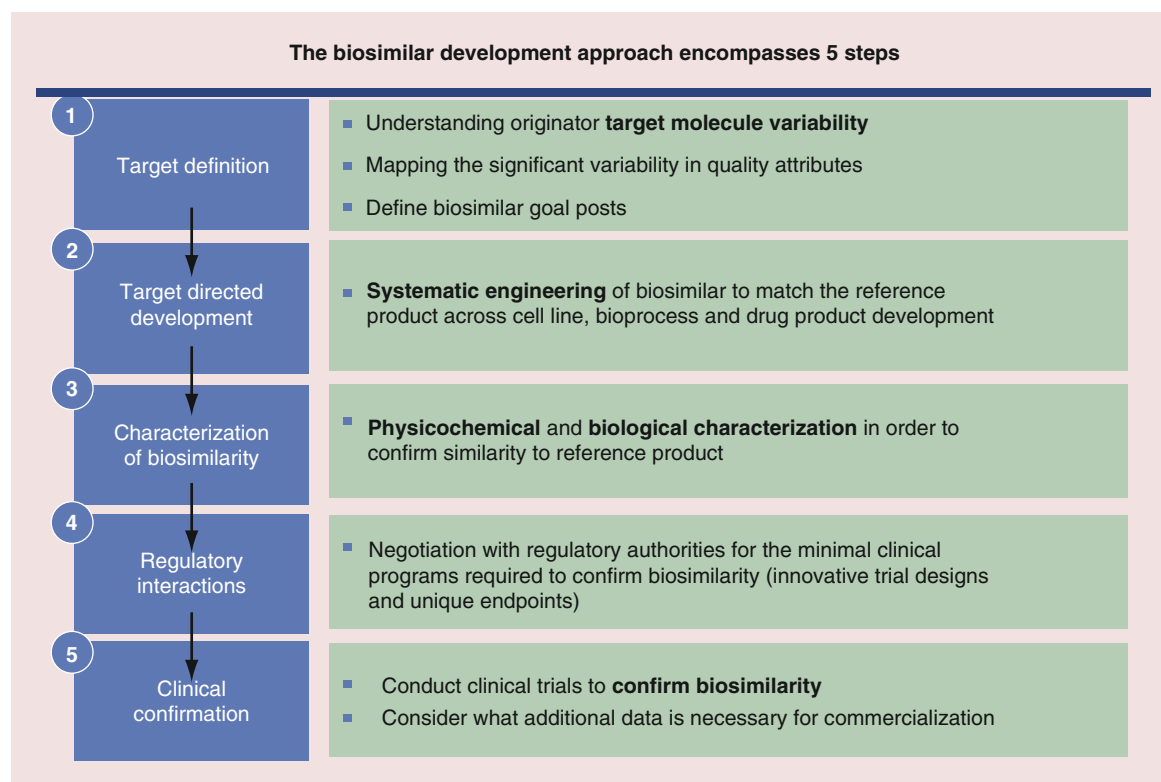 The biosimilar development approach encompasses 5 steps
1
Target definition
■ Understanding originator target molecule variability
■ Mapping the significant variability in quality attributes
■ Define biosimilar goal posts
2
Target directed
development
■ Systematic engineering of biosimilar to match the reference
product across cell line, bioprocess and drug product development
3
Characterization
of biosimilarity
■ Physicochemical and biological characterization in order to
confirm similarity to reference product
4
Regulatory
interactions
■ Negotiation with regulatory authorities for the minimal clinical
programs required to confirm biosimilarity (innovative trial designs
and unique endpoints)
5
Clinical
confirmation
■ Conduct clinical trials to confirm biosimilarity
■ Consider what additional data is necessary for commercialization